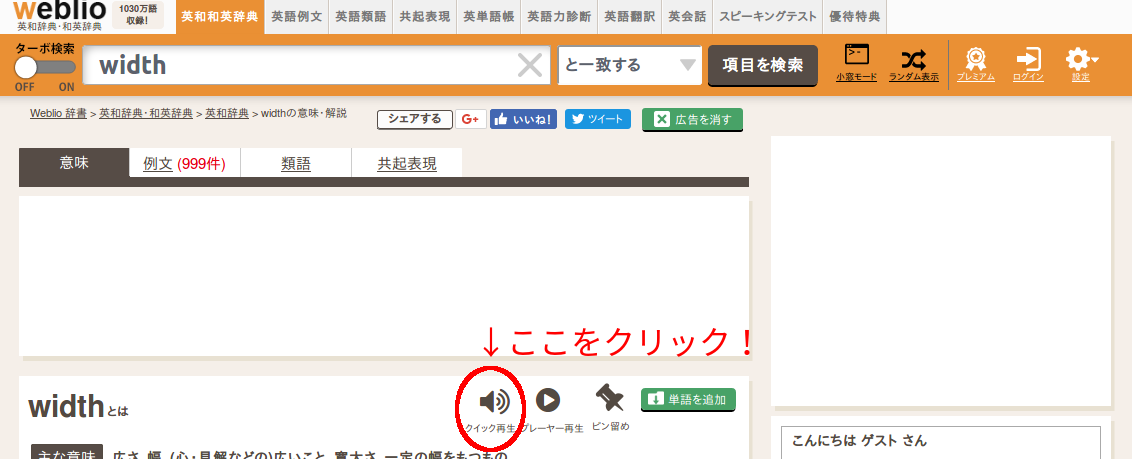 weblio
英和辞典・和英辞典
1030万語
収録！
英和和英辞典 英語例文 英語類語 共起表現 英単語帳 英語力診断 英語翻訳 英会話 スピーキングテスト 優待特典
ターボ検索
OFF ON
width
と一致する
項目を検索
小窓モード
ランダム表示
プレミアム
ログイン
設定
Weblio 辞書 > 英和辞典・和英辞典 > 英和辞典 > widthの意味・解説
シェアする
G+
いいね！
ツイート
広告を消す
意味 例文 (999件) 類語 共起表現
↓ここをクリック！
widthとは
クイック再生
プレーヤー再生
ピン留め
単語を追加
こんにちは ゲスト さん
主な意味 広さ、幅、(心・見解などの)広いこと、寛大さ、一定の幅をもつもの